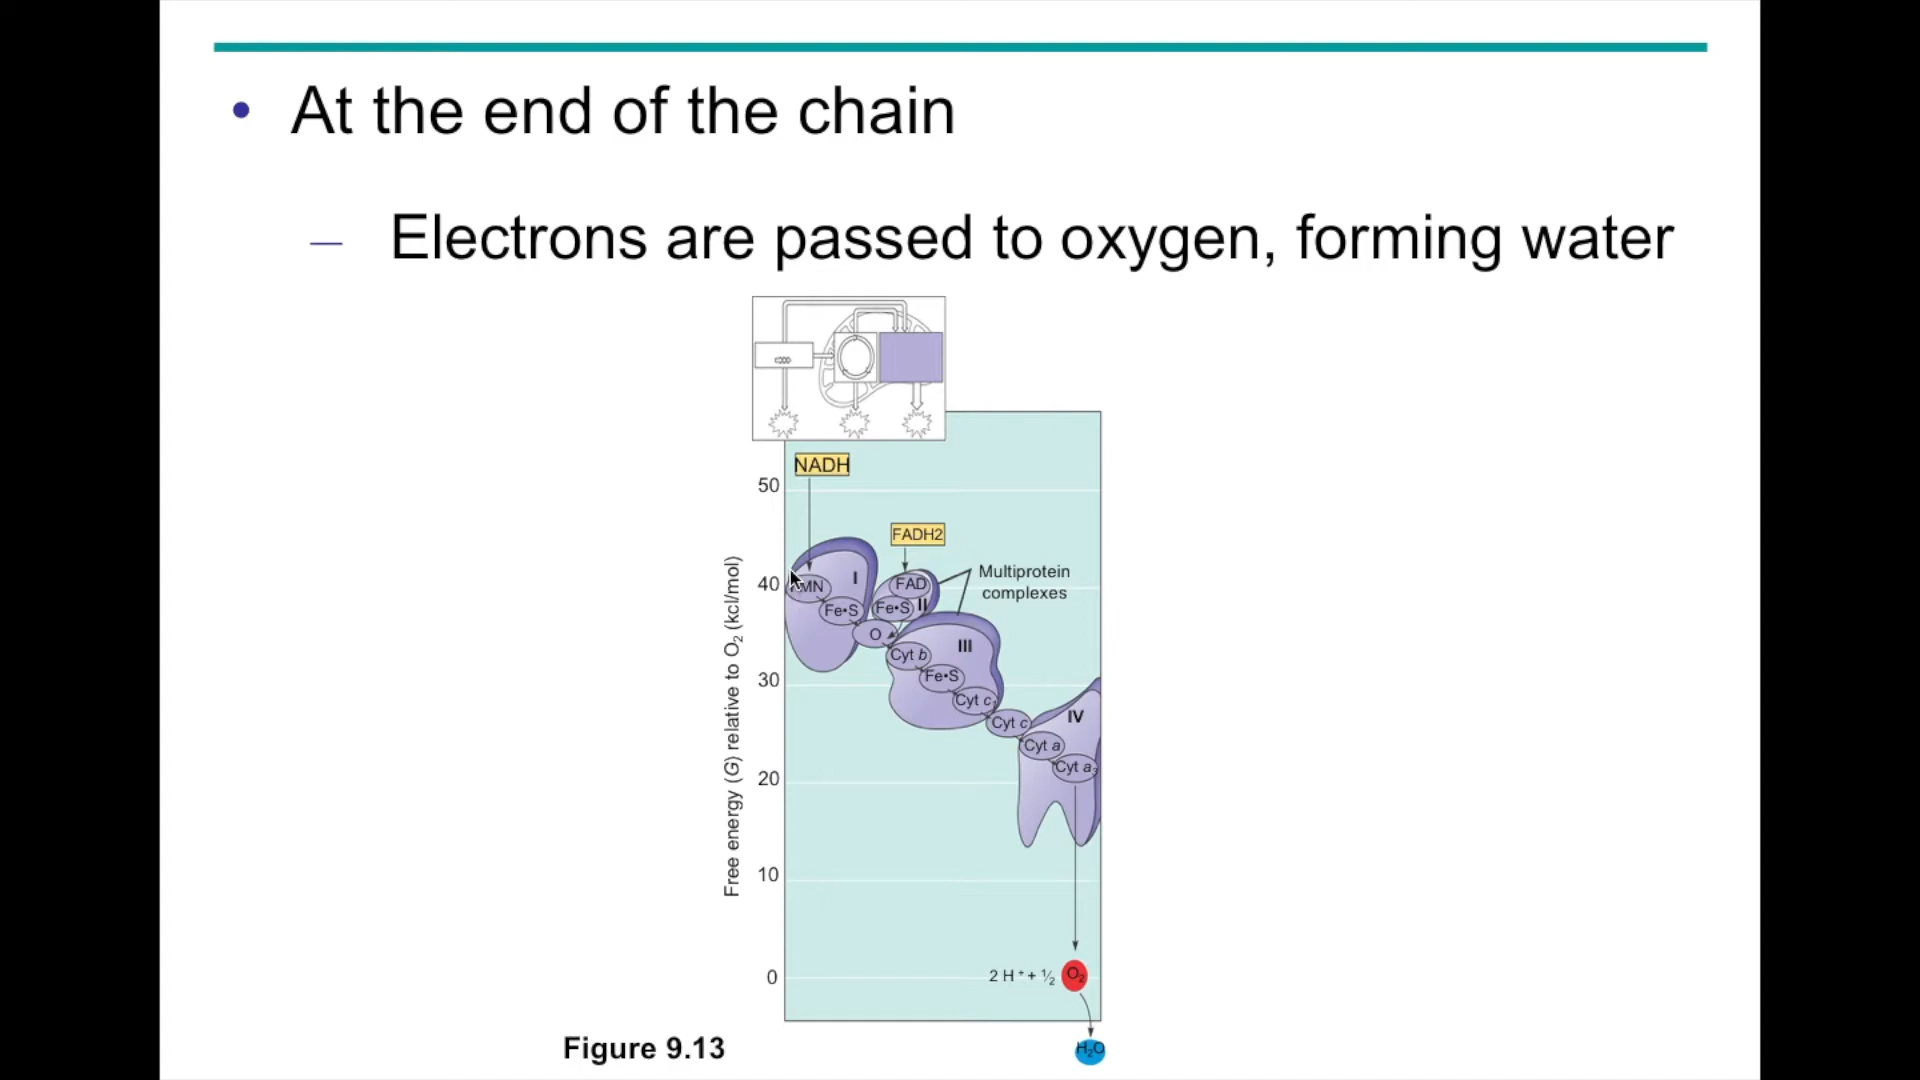 • At the end of the chain
– Electrons are passed to oxygen, forming water
NADH
50
FADH2
Multiprotein
complexes
40
I
FAD
Fe•S
Fe•S
II
O
III
Cyt b
Fe•S
30
Cyt c1
IV
Cyt c
Cyt a
Cyt a3
20
10
0
2 H + + ½
O2
H2O
Free energy (G) relative to O2 (kcl/mol)
Figure 9.13